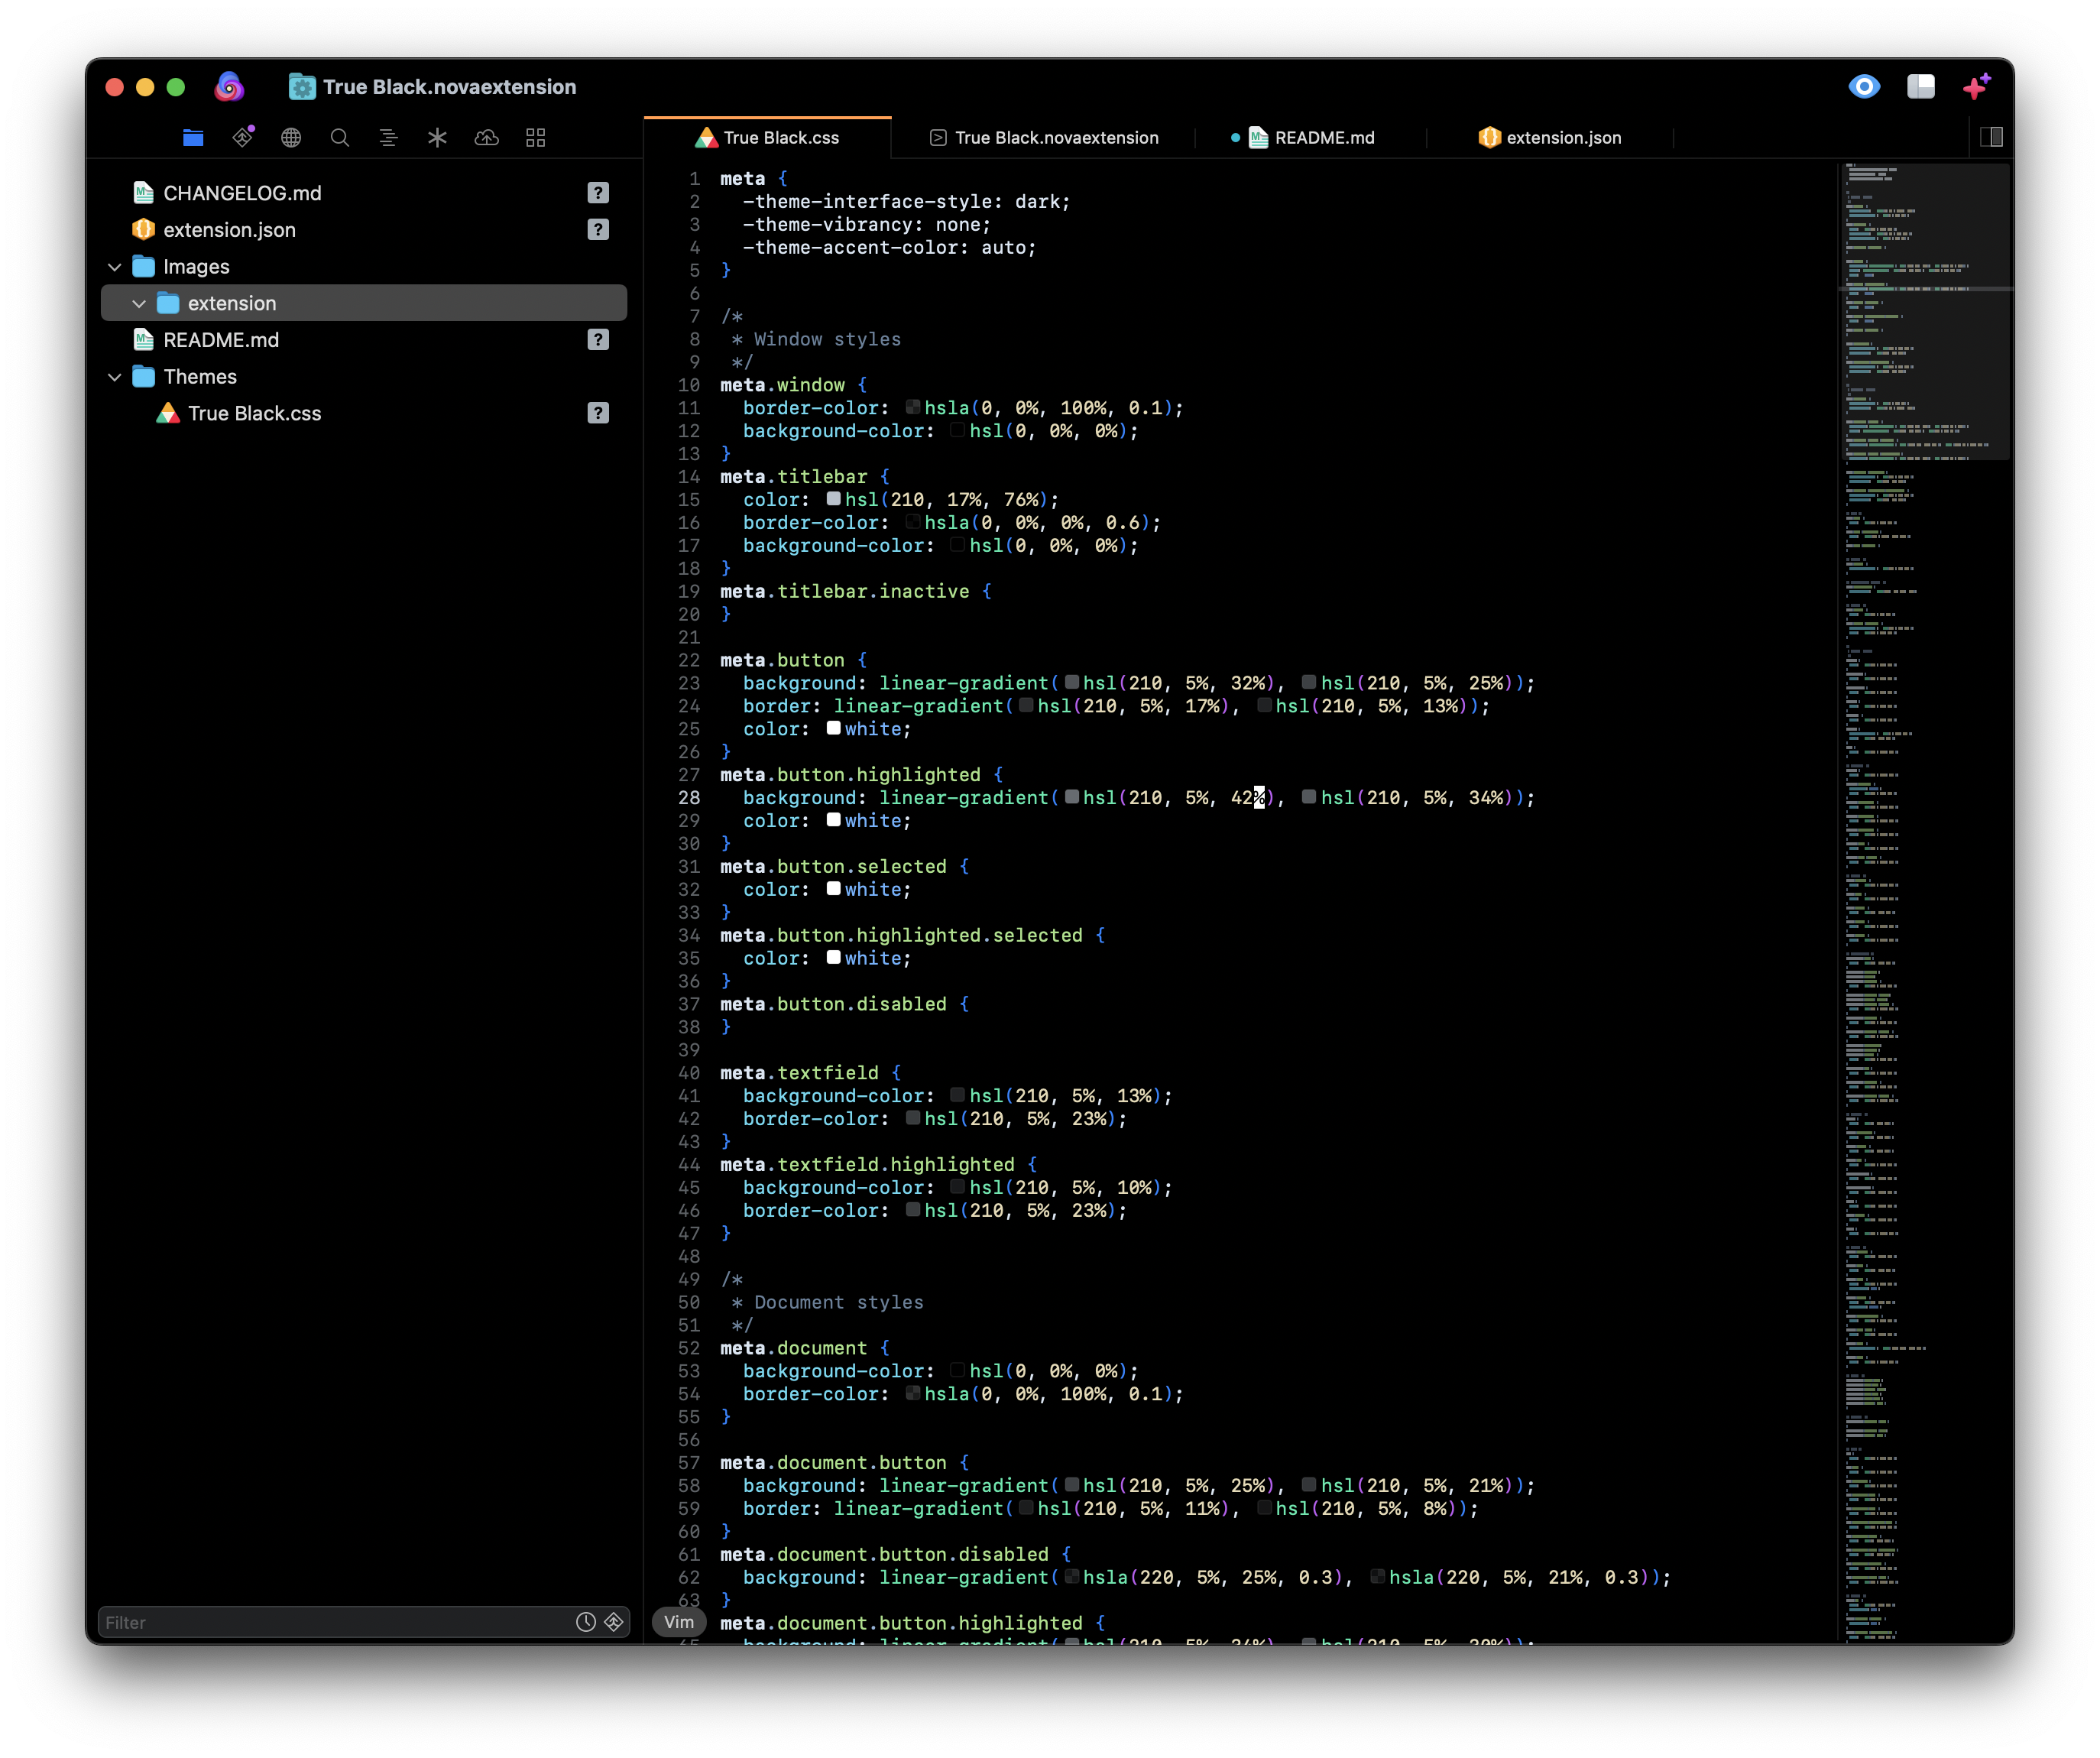 True Black.novaextension
True Black.css
True Black.novaextension
README.md
extension.json
CHANGELOG.md ?
extension.json ?
Images
extension
README.md ?
Themes
True Black.css ?
Filter
1 meta {
2   -theme-interface-style: dark;
3   -theme-vibrancy: none;
4   -theme-accent-color: auto;
5 }
6
7 /*
8  * Window styles
9  */
10 meta.window {
11   border-color: hsla(0, 0%, 100%, 0.1);
12   background-color: hsl(0, 0%, 0%);
13 }
14 meta.titlebar {
15   color: hsl(210, 17%, 76%);
16   border-color: hsla(0, 0%, 0%, 0.6);
17   background-color: hsl(0, 0%, 0%);
18 }
19 meta.titlebar.inactive {
20 }
21
22 meta.button {
23   background: linear-gradient(hsl(210, 5%, 32%), hsl(210, 5%, 25%));
24   border: linear-gradient(hsl(210, 5%, 17%), hsl(210, 5%, 13%));
25   color: white;
26 }
27 meta.button.highlighted {
28   background: linear-gradient(hsl(210, 5%, 42%), hsl(210, 5%, 34%));
29   color: white;
30 }
31 meta.button.selected {
32   color: white;
33 }
34 meta.button.highlighted.selected {
35   color: white;
36 }
37 meta.button.disabled {
38 }
39
40 meta.textfield {
41   background-color: hsl(210, 5%, 13%);
42   border-color: hsl(210, 5%, 23%);
43 }
44 meta.textfield.highlighted {
45   background-color: hsl(210, 5%, 10%);
46   border-color: hsl(210, 5%, 23%);
47 }
48
49 /*
50  * Document styles
51  */
52 meta.document {
53   background-color: hsl(0, 0%, 0%);
54   border-color: hsla(0, 0%, 100%, 0.1);
55 }
56
57 meta.document.button {
58   background: linear-gradient(hsl(210, 5%, 25%), hsl(210, 5%, 21%));
59   border: linear-gradient(hsl(210, 5%, 11%), hsl(210, 5%, 8%));
60 }
61 meta.document.button.disabled {
62   background: linear-gradient(hsla(220, 5%, 25%, 0.3), hsla(220, 5%, 21%, 0.3));
63 }
Vim meta.document.button.highlighted {